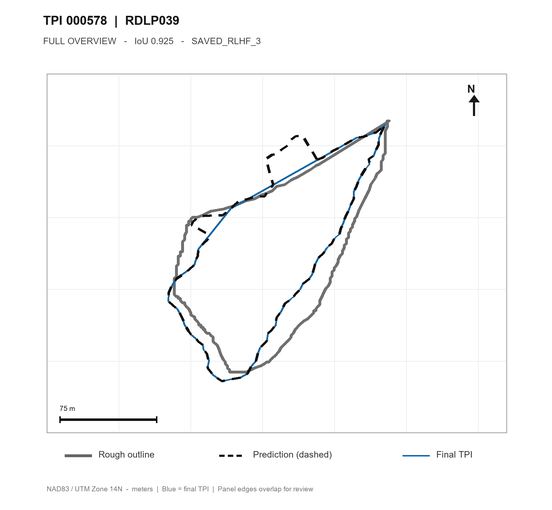 TPI 000578 | RDLP039
FULL OVERVIEW - IoU 0.925 - SAVED_RLHF_3
N
75 m
Rough outline
Prediction (dashed)
Final TPI
NAD83 / UTM Zone 14N - meters | Blue = final TPI | Panel edges overlap for review